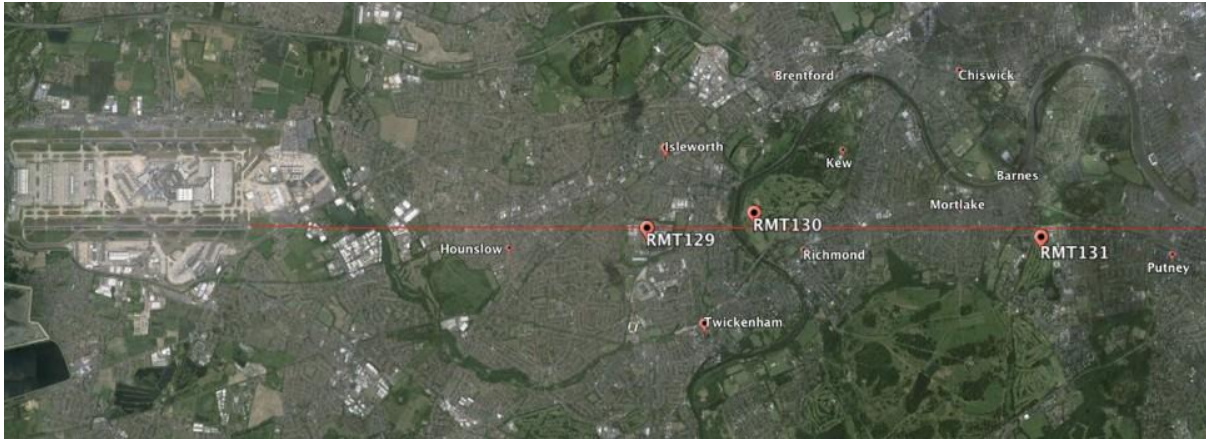 Brentford
Chiswick
Isleworth
Kew
Barnes
Mortlake
RMT130
RMT129
Hounslow
Richmond
RMT131
Putney
Twickenham